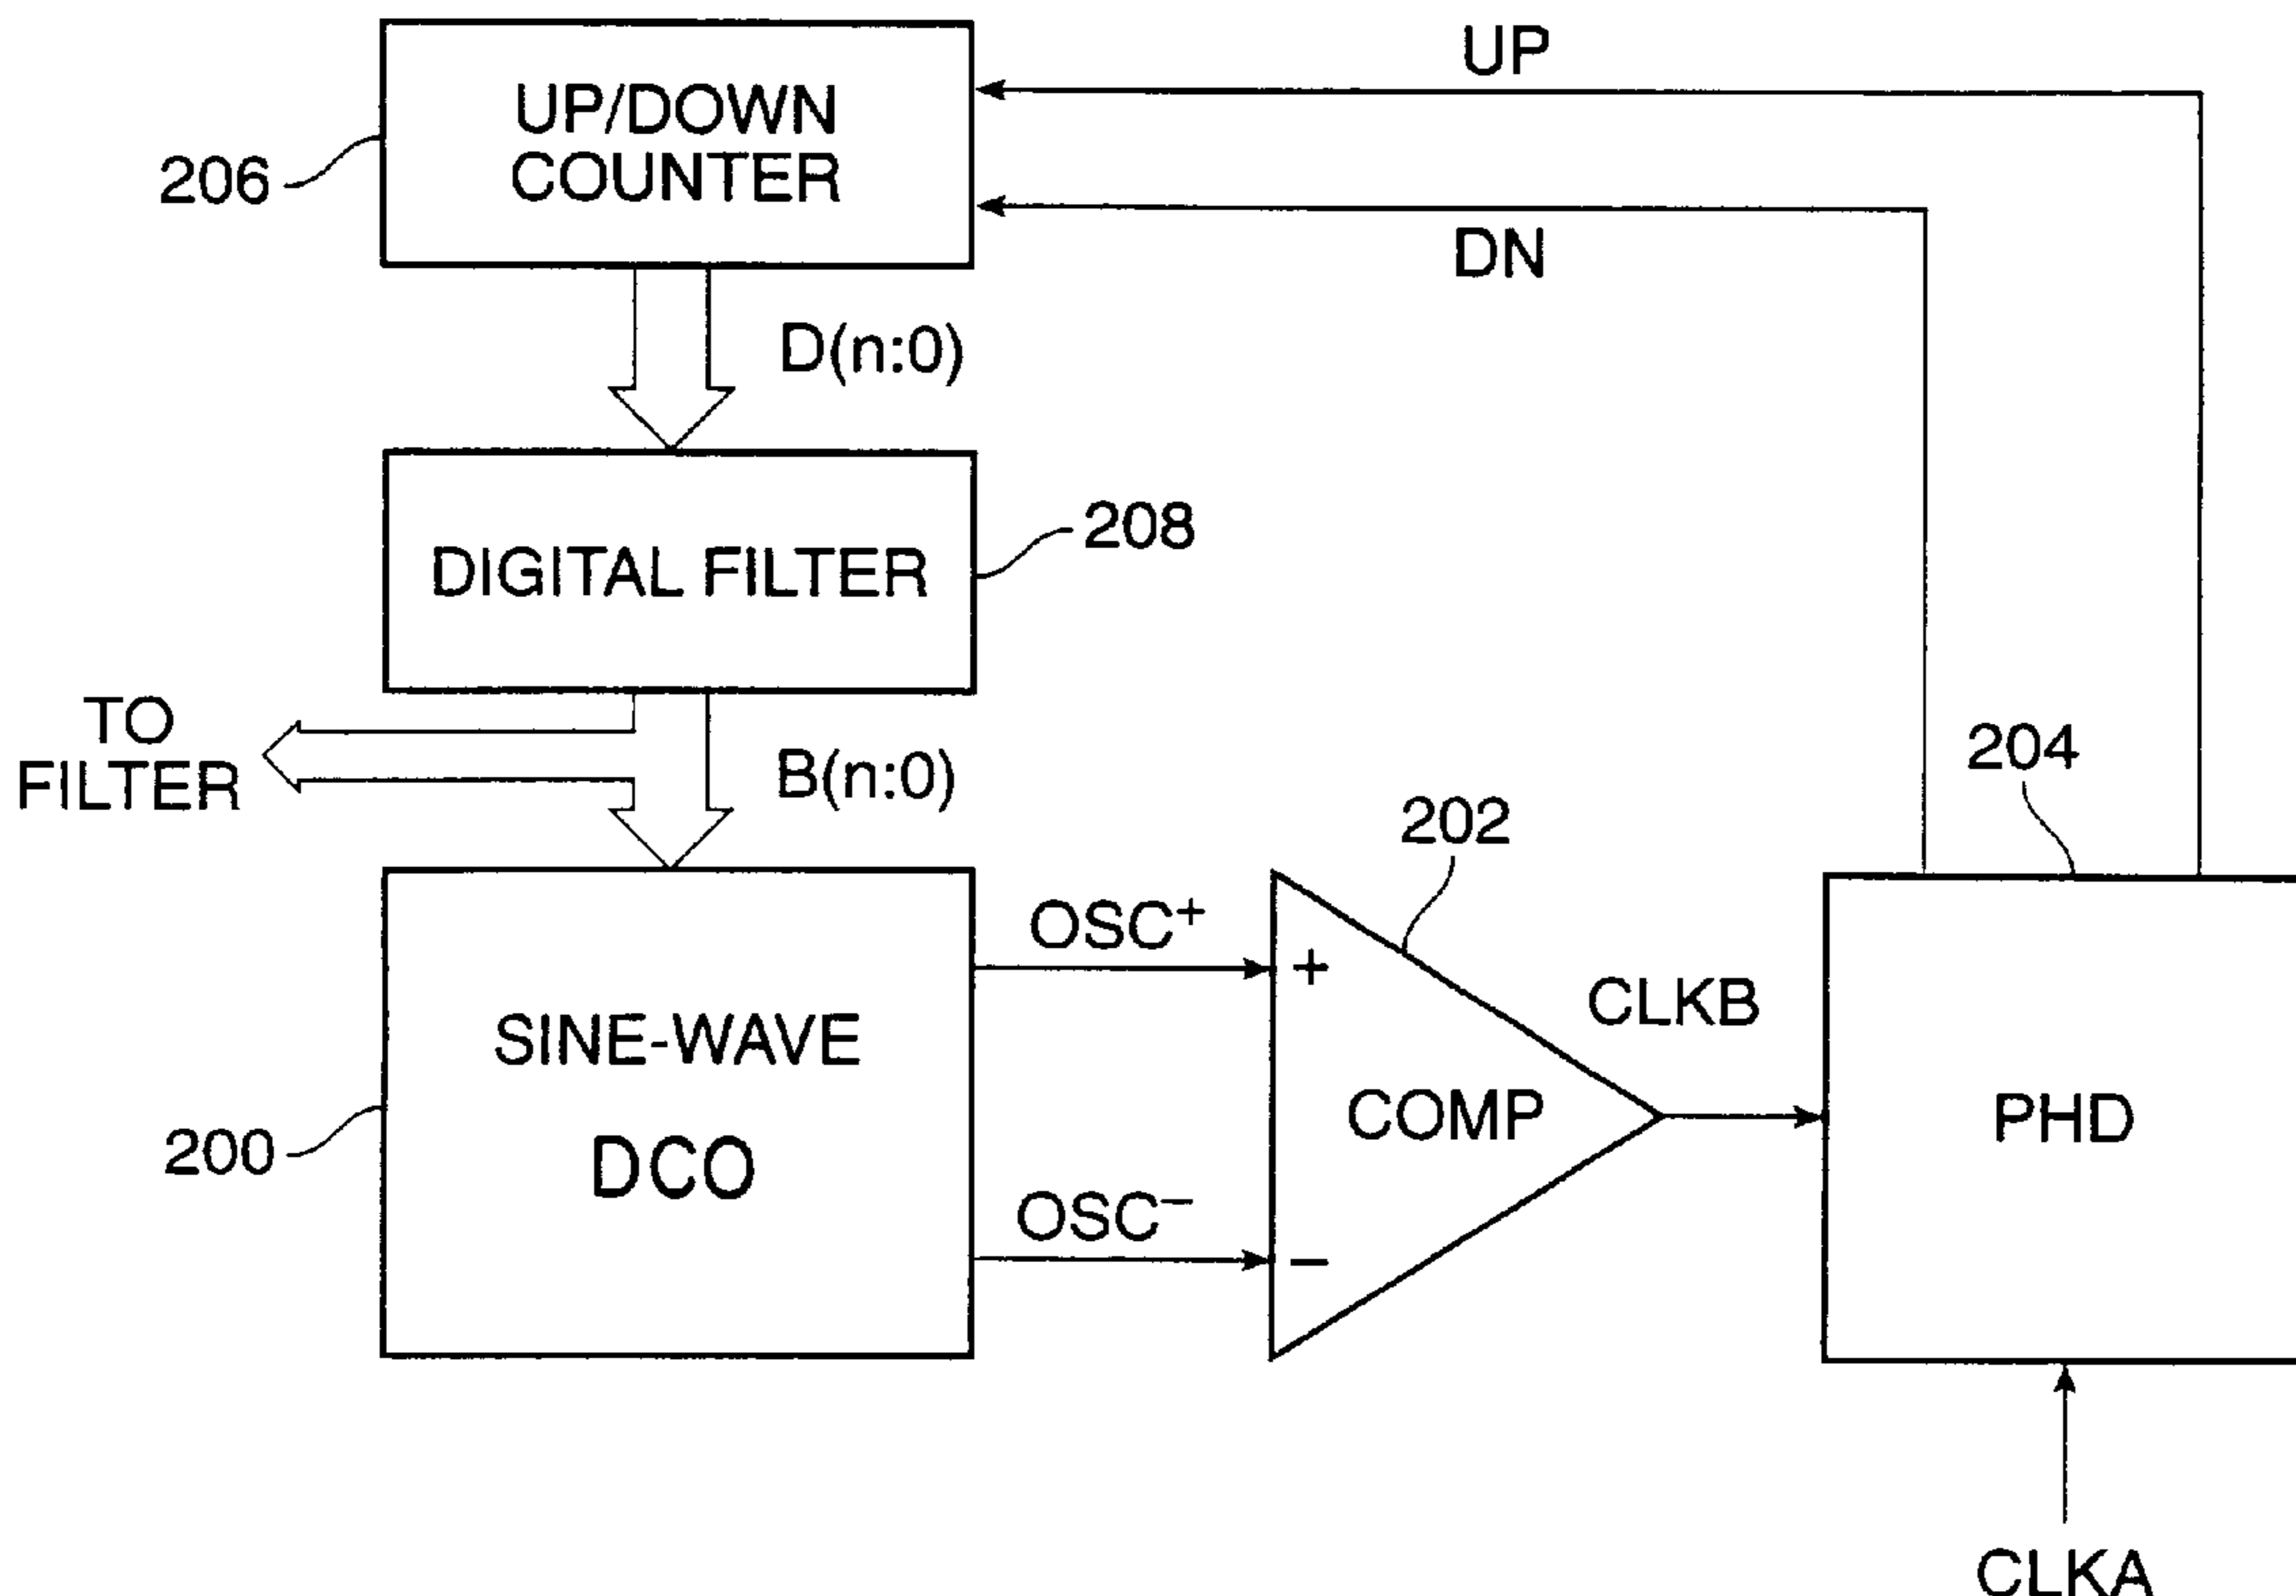 UP
UP/DOWN
COUNTER
206
DN
D(n:0)
208
DIGITAL FILTER
TO
FILTER
B(n:0)
204
202
OSC+
+
CLKB
SINE-WAVE
COMP
PHD
200
DCO
OSC−
−
CLKA